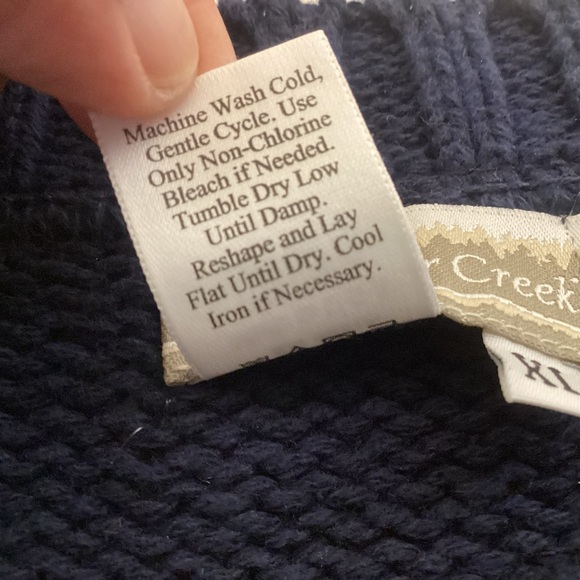 Machine Wash Cold,
Gentle Cycle. Use
Only Non-Chlorine
Bleach if Needed.
Tumble Dry Low
Until Damp.
Reshape and Lay
Flat Until Dry. Cool
Iron if Necessary.
Creek
XL